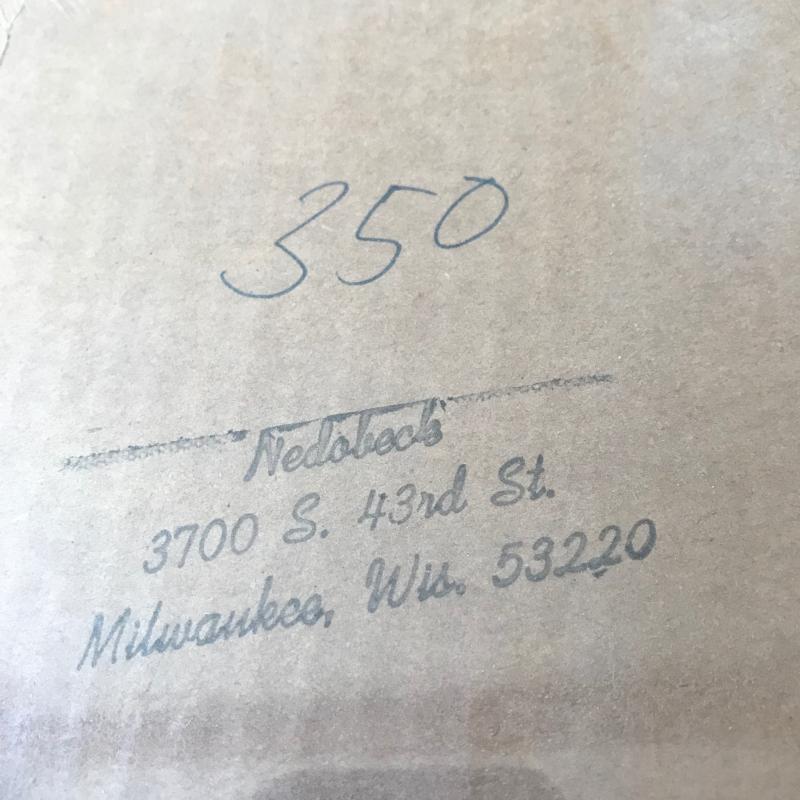 350
Nedobeck
3700 S. 43rd St.
Milwaukee, Wis. 53220